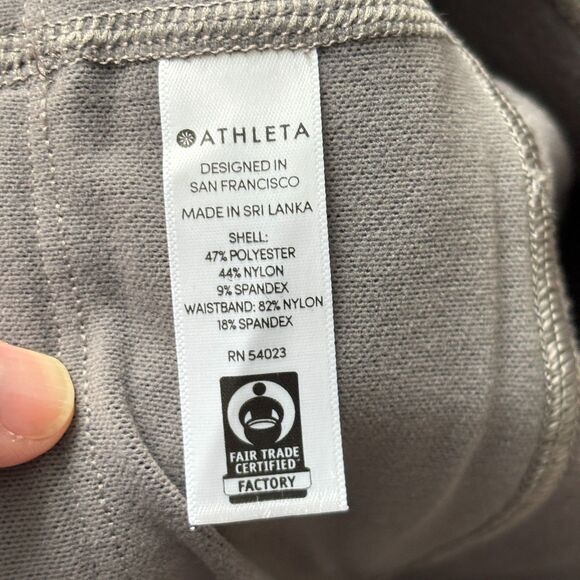 ATHLETA
DESIGNED IN
SAN FRANCISCO
MADE IN SRI LANKA
SHELL:
47% POLYESTER
44% NYLON
9% SPANDEX
WAISTBAND: 82% NYLON
18% SPANDEX
RN 54023
FAIR TRADE
CERTIFIED
FACTORY